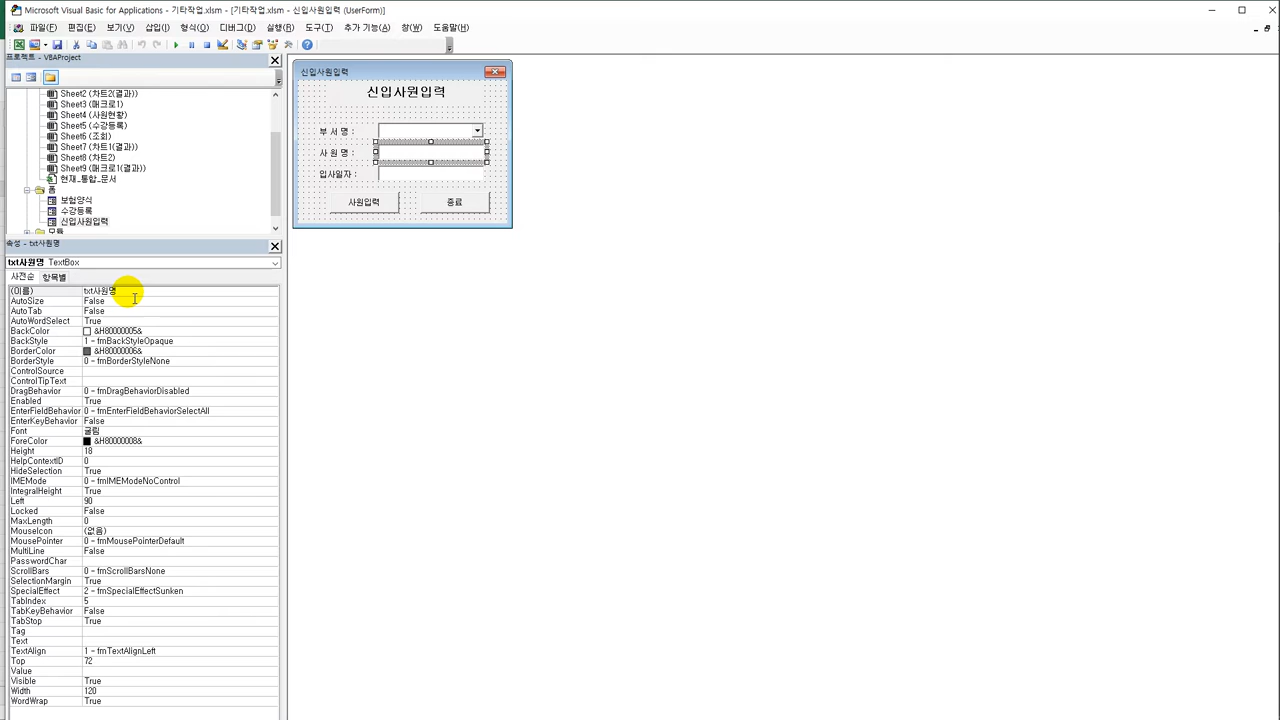 Microsoft Visual Basic for Applications - 기타작업.xlsm - [기타작업.xlsm - 신입사원입력 (UserForm)]
파일(F) 편집(E) 보기(V) 삽입(I) 형식(O) 디버그(D) 실행(R) 도구(T) 추가 기능(A) 창(W) 도움말(H)
프로젝트 - VBAProject
Sheet2 (차트2(결과))
Sheet3 (매크로1)
Sheet4 (사원현황)
Sheet5 (수강등록)
Sheet6 (조회)
Sheet7 (차트1(결과))
Sheet8 (차트2)
Sheet9 (매크로1(결과))
현재_통합_문서
폼
보험양식
수강등록
신입사원입력
모듈
속성 - txt사원명
txt사원명 TextBox
사전순 항목별
(이름) txt사원명
AutoSize False
AutoTab False
AutoWordSelect True
BackColor &H80000005&
BackStyle 1 - fmBackStyleOpaque
BorderColor &H80000006&
BorderStyle 0 - fmBorderStyleNone
ControlSource
ControlTipText
DragBehavior 0 - fmDragBehaviorDisabled
Enabled True
EnterFieldBehavior 0 - fmEnterFieldBehaviorSelectAll
EnterKeyBehavior False
Font 굴림
ForeColor &H80000008&
Height 18
HelpContextID 0
HideSelection True
IMEMode 0 - fmIMEModeNoControl
IntegralHeight True
Left 90
Locked False
MaxLength 0
MouseIcon (없음)
MousePointer 0 - fmMousePointerDefault
MultiLine False
PasswordChar
ScrollBars 0 - fmScrollBarsNone
SelectionMargin True
SpecialEffect 2 - fmSpecialEffectSunken
TabIndex 5
TabKeyBehavior False
TabStop True
Tag
Text
TextAlign 1 - fmTextAlignLeft
Top 72
Value
Visible True
Width 120
WordWrap True
신입사원입력
신입사원입력
부 서 명 :
사 원 명 :
입사일자 :
사원입력 종료